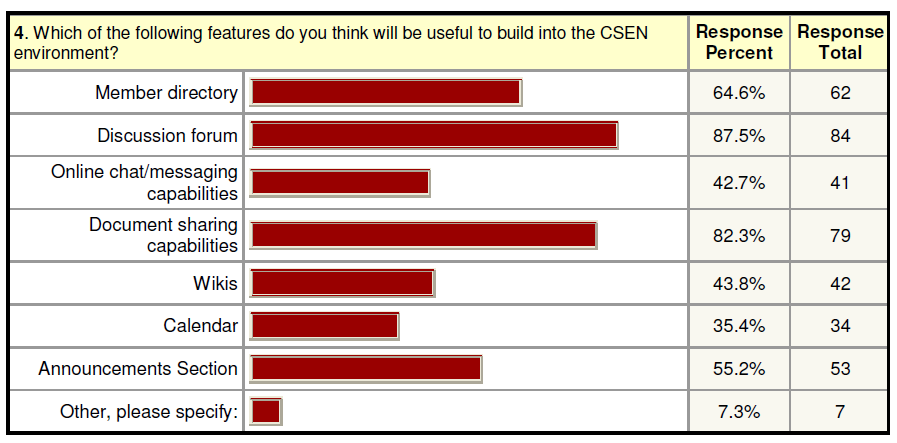 4. Which of the following features do you think will be useful to build into the CSEN
environment?
Response
Percent
Response
Total
Member directory 64.6% 62
Discussion forum 87.5% 84
Online chat/messaging
capabilities 42.7% 41
Document sharing
capabilities 82.3% 79
Wikis 43.8% 42
Calendar 35.4% 34
Announcements Section 55.2% 53
Other, please specify: 7.3% 7